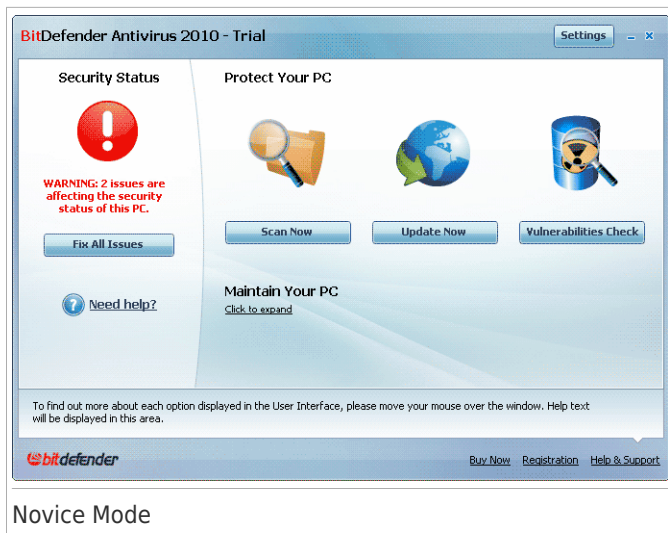 BitDefender Antivirus 2010 - Trial
Settings
Security Status
WARNING: 2 issues are
affecting the security
status of this PC.
Fix All Issues
Need help?
Protect Your PC
Scan Now
Update Now
Vulnerabilities Check
Maintain Your PC
Click to expand
To find out more about each option displayed in the User Interface, please move your mouse over the window. Help text
will be displayed in this area.
bitdefender
Buy Now Registration Help & Support
Novice Mode